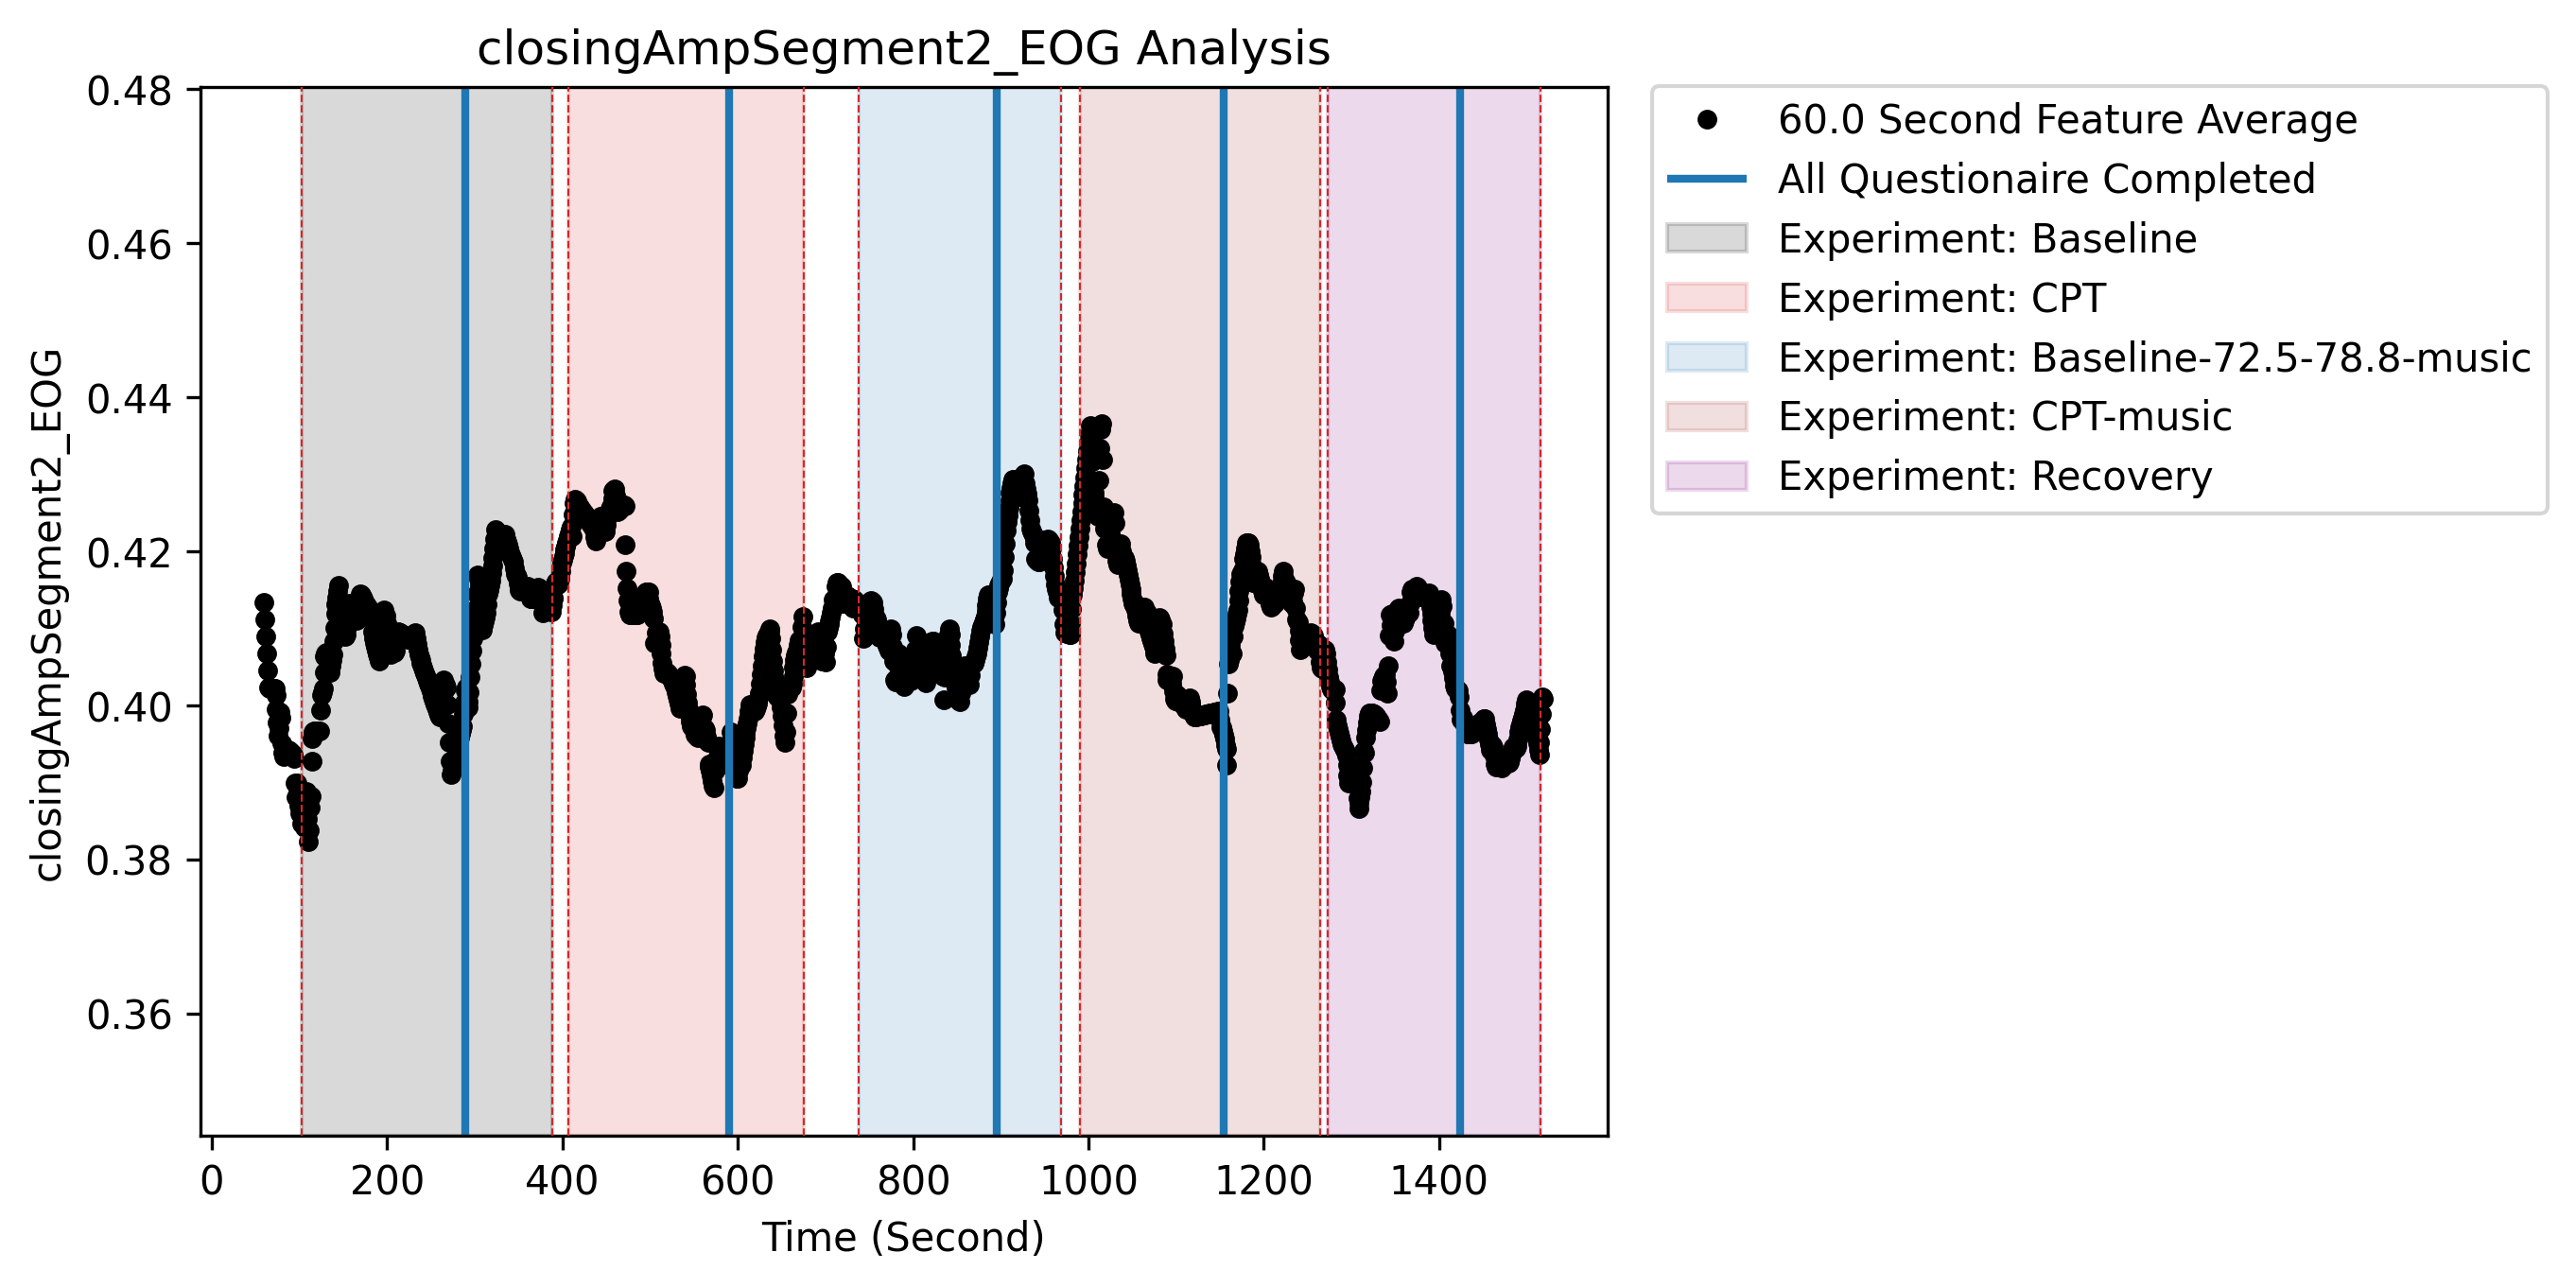 closingAmpSegment2_EOG Analysis
0.48
0.46
0.44
0.42
0.40
0.38
0.36
closingAmpSegment2_EOG
0 200 400 600 800 1000 1200 1400
Time (Second)
60.0 Second Feature Average
All Questionaire Completed
Experiment: Baseline
Experiment: CPT
Experiment: Baseline-72.5-78.8-music
Experiment: CPT-music
Experiment: Recovery